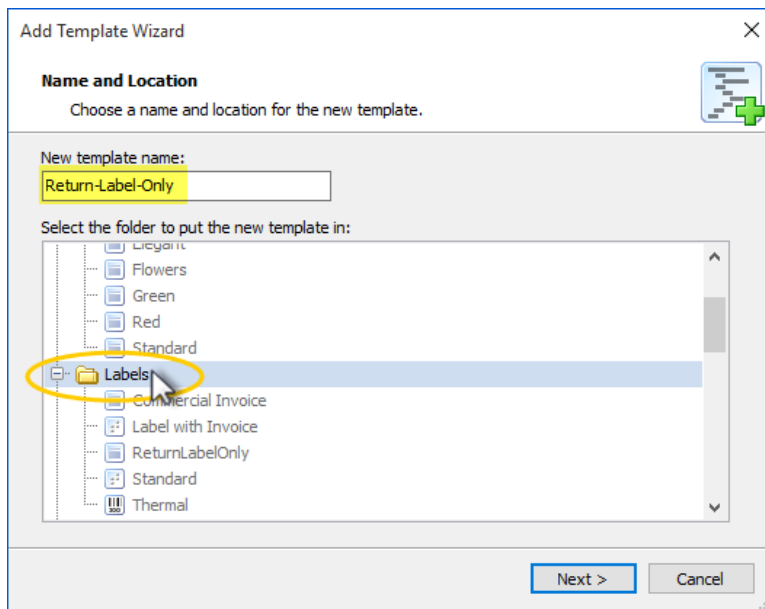 Add Template Wizard
Name and Location
Choose a name and location for the new template.
New template name:
Return-Label-Only
Select the folder to put the new template in:
Elegant
Flowers
Green
Red
Standard
Labels
Commercial Invoice
Label with Invoice
ReturnLabelOnly
Standard
Thermal
Next >
Cancel